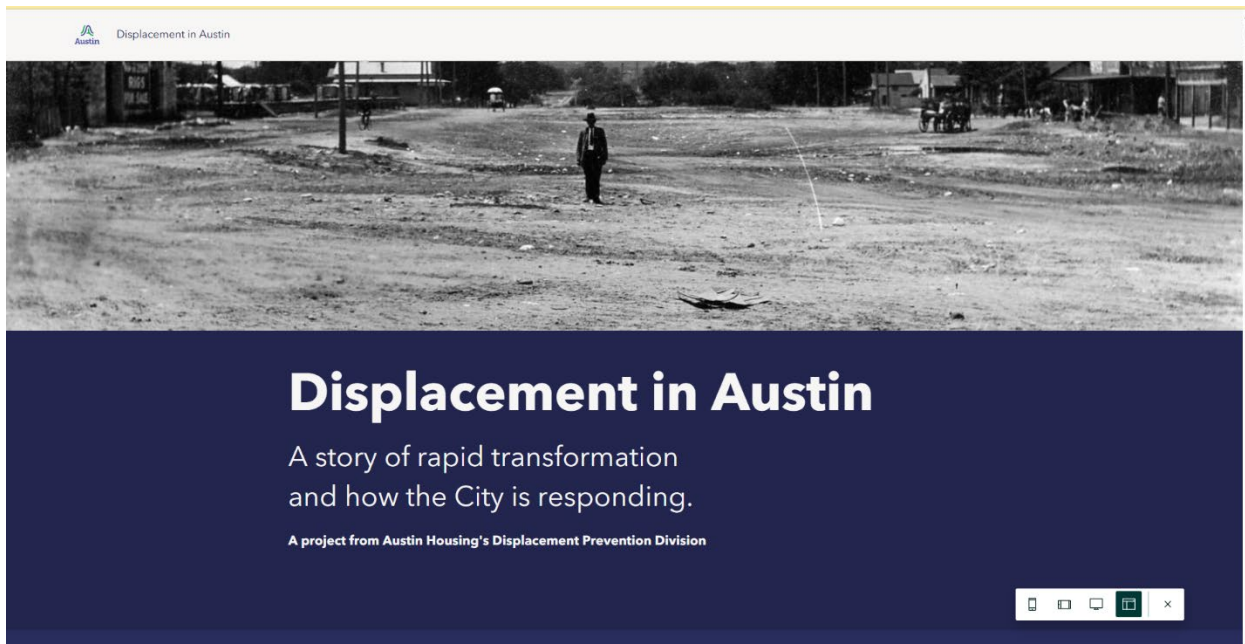 Austin
Displacement in Austin
Displacement in Austin
A story of rapid transformation
and how the City is responding.
A project from Austin Housing's Displacement Prevention Division